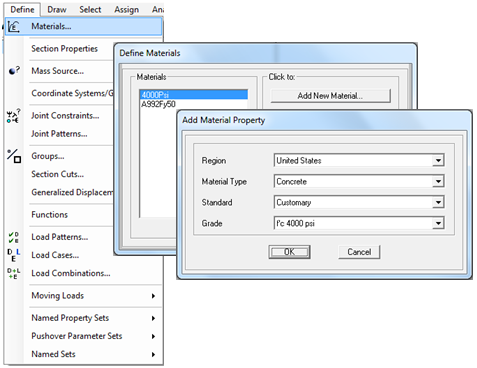 Define Draw Select Assign
Materials...
Section Properties
Mass Source...
Coordinate Systems/G
Joint Constraints...
Joint Patterns...
Groups...
Section Cuts...
Generalized Displacem
Functions
Load Patterns...
Load Cases...
Load Combinations...
Moving Loads
Named Property Sets
Pushover Parameter Sets
Named Sets
Define Materials
Materials
4000Psi
A992Fy50
Click to:
Add New Material...
Add Material Property
Region United States
Material Type Concrete
Standard Customary
Grade f'c 4000 psi
OK Cancel